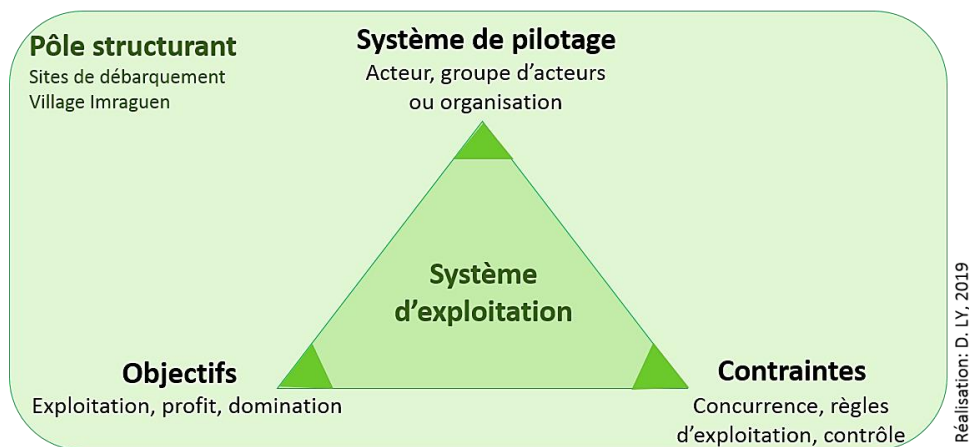 Pôle structurant
Sites de débarquement
Village Imraguen
Système de pilotage
Acteur, groupe d’acteurs
ou organisation
Système
d’exploitation
Objectifs
Exploitation, profit, domination
Contraintes
Concurrence, règles
d’exploitation, contrôle
Réalisation: D. LY, 2019